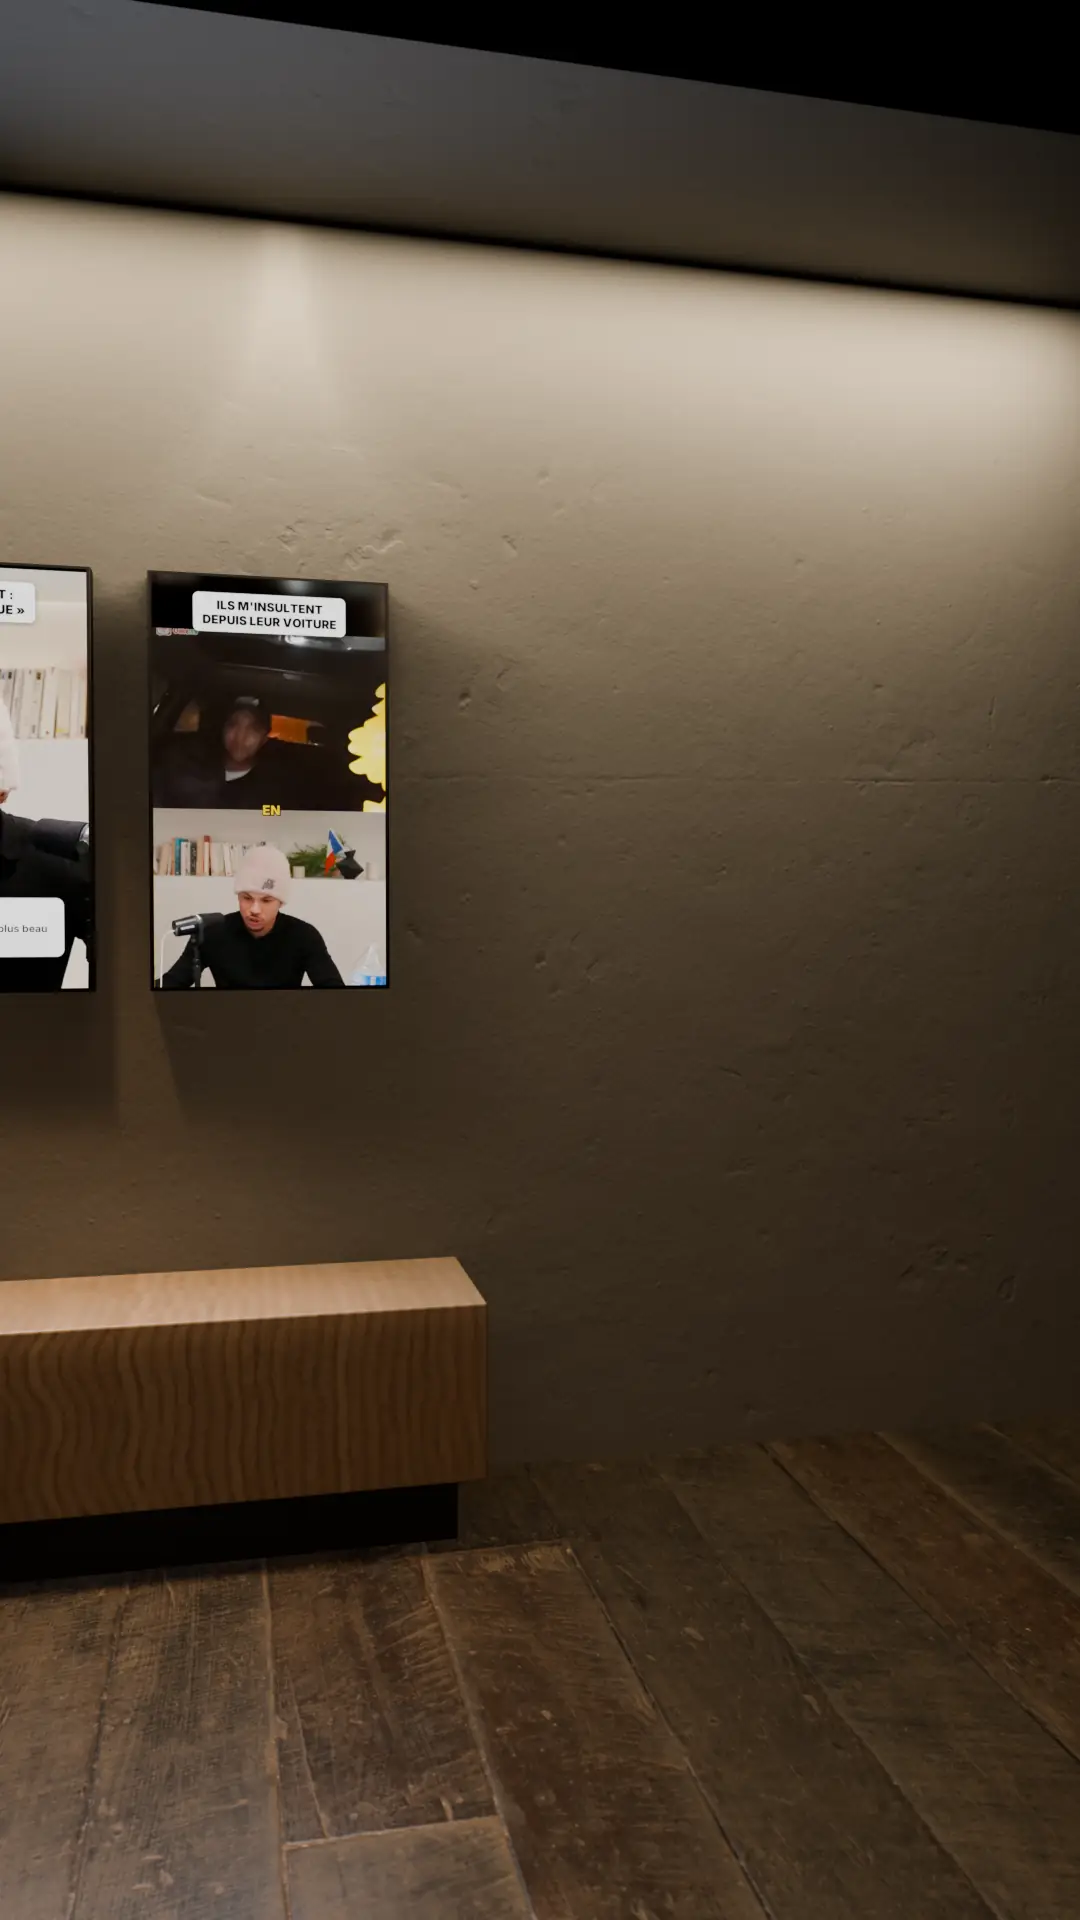 T :
UE »
plus beau
ILS M'INSULTENT
DEPUIS LEUR VOITURE
EN